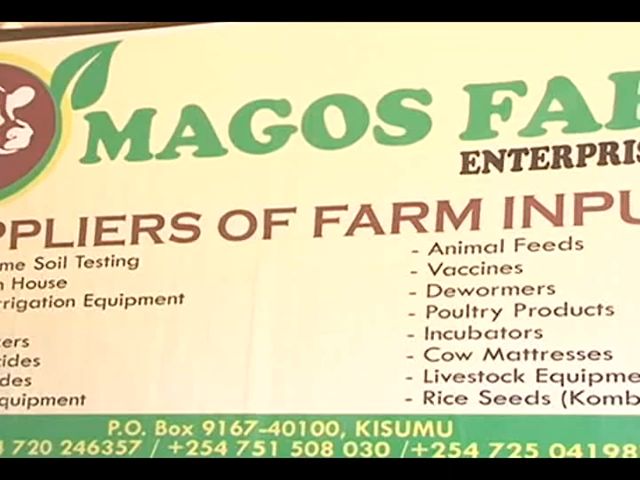 MAGOS FAR
ENTERPRIS
PPLIERS OF FARM INPU
me Soil Testing
n House
rrigation Equipment
ers
ides
des
quipment
- Animal Feeds
- Vaccines
- Dewormers
- Poultry Products
- Incubators
- Cow Mattresses
- Livestock Equipme
- Rice Seeds (Komb
P.O. Box 9167-40100, KISUMU
720 246357 / +254 751 508 030 /+254 725 04198